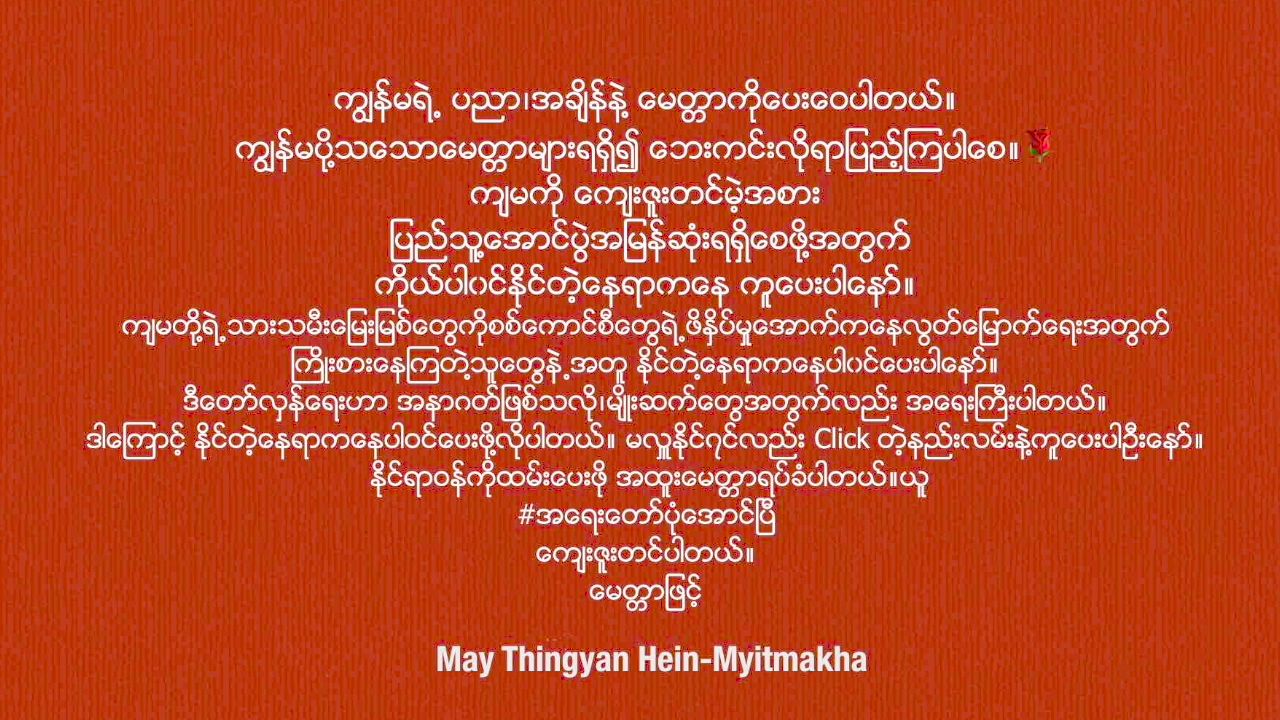 ကျွန်မရဲ့ ပညာ၊အချိန်နဲ့ မေတ္တာကိုပေးဝေပါတယ်။
ကျွန်မပို့သသောမေတ္တာများရရှိ၍ ဘေးကင်းလိုရာပြည့်ကြပါစေ။🌹
ကျမကို ကျေးဇူးတင်မဲ့အစား
ပြည်သူ့အောင်ပွဲအမြန်ဆုံးရရှိစေဖို့အတွက်
ကိုယ်ပါ၀င်နိုင်တဲ့နေရာကနေ ကူပေးပါနော်။
ကျမတို့ရဲ့သားသမီးမြေးမြစ်တွေကိုစစ်ကောင်စီတွေရဲ့ဖိနှိပ်မှုအောက်ကနေလွတ်မြောက်ရေးအတွက်
ကြိုးစားနေကြတဲ့သူတွေနဲ့အတူ နိုင်တဲ့နေရာကနေပါ၀င်ပေးပါနော်။
ဒီတော်လှန်ရေးဟာ အနာဂတ်ဖြစ်သလို၊မျိုးဆက်တွေအတွက်လည်း အရေးကြီးပါတယ်။
ဒါကြောင့် နိုင်တဲ့နေရာကနေပါဝင်ပေးဖို့လိုပါတယ်။ မလှူနိုင်ဂုင်လည်း Click တဲ့နည်းလမ်းနဲ့ကူပေးပါဦးနော်။
နိုင်ရာဝန်ကိုထမ်းပေးဖို အထူးမေတ္တာရပ်ခံပါတယ်။ယူ
#အရေးတော်ပုံအောင်ပြီ
ကျေးဇူးတင်ပါတယ်။
မေတ္တာဖြင့်
May Thingyan Hein-Myitmakha